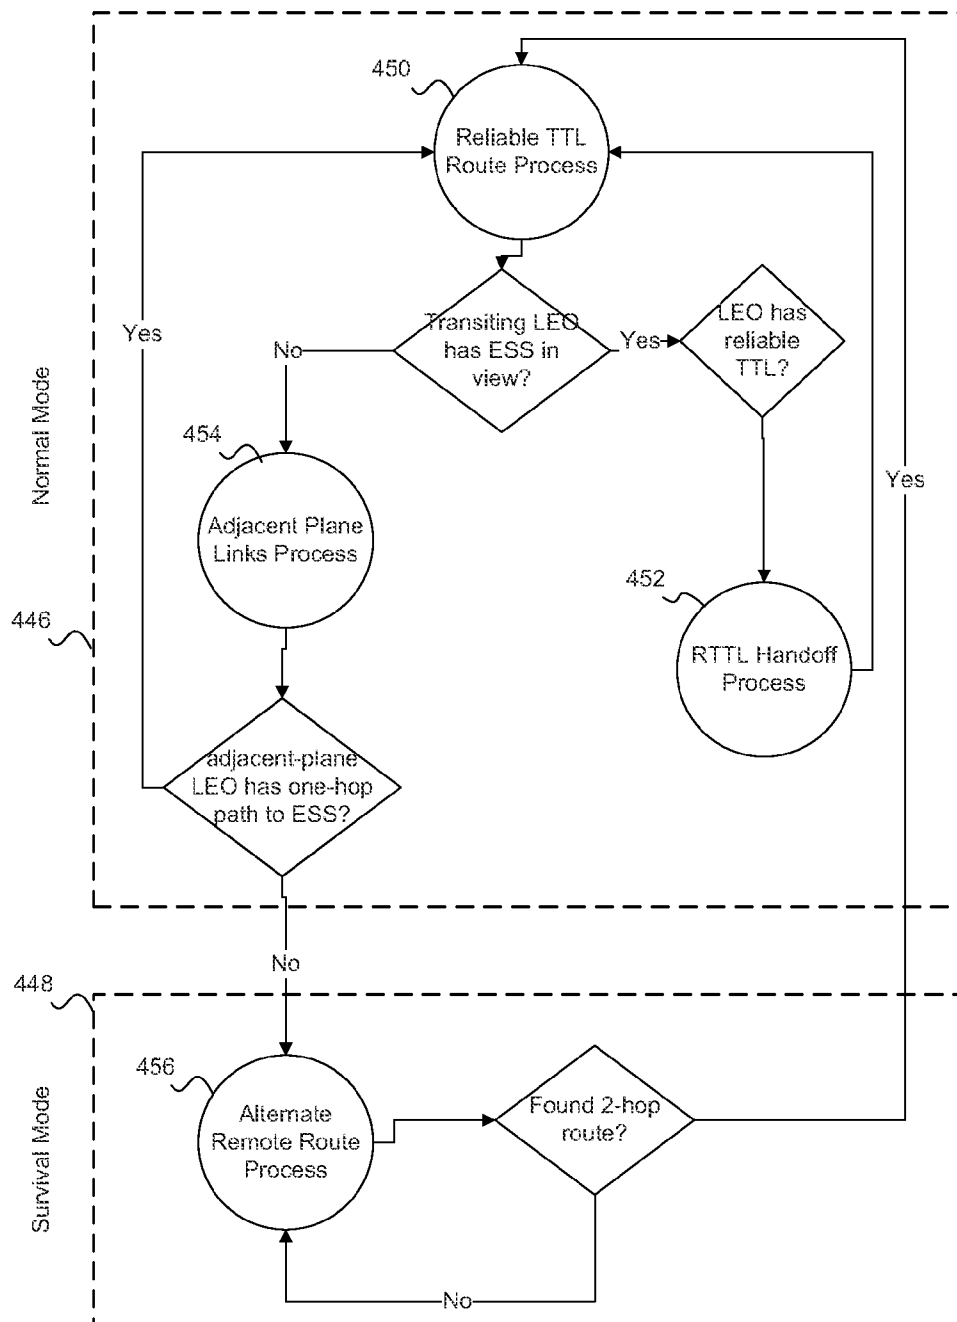 450
Reliable TTL
Route Process
Yes
Transiting LEO
has ESS in
view?
No
Yes
LEO has
reliable
TTL?
Normal Mode
454
Adjacent Plane
Links Process
Yes
452
RTTL Handoff
Process
446
adjacent-plane
LEO has one-hop
path to ESS?
No
448
456
Alternate
Remote Route
Process
Found 2-hop
route?
Survival Mode
No